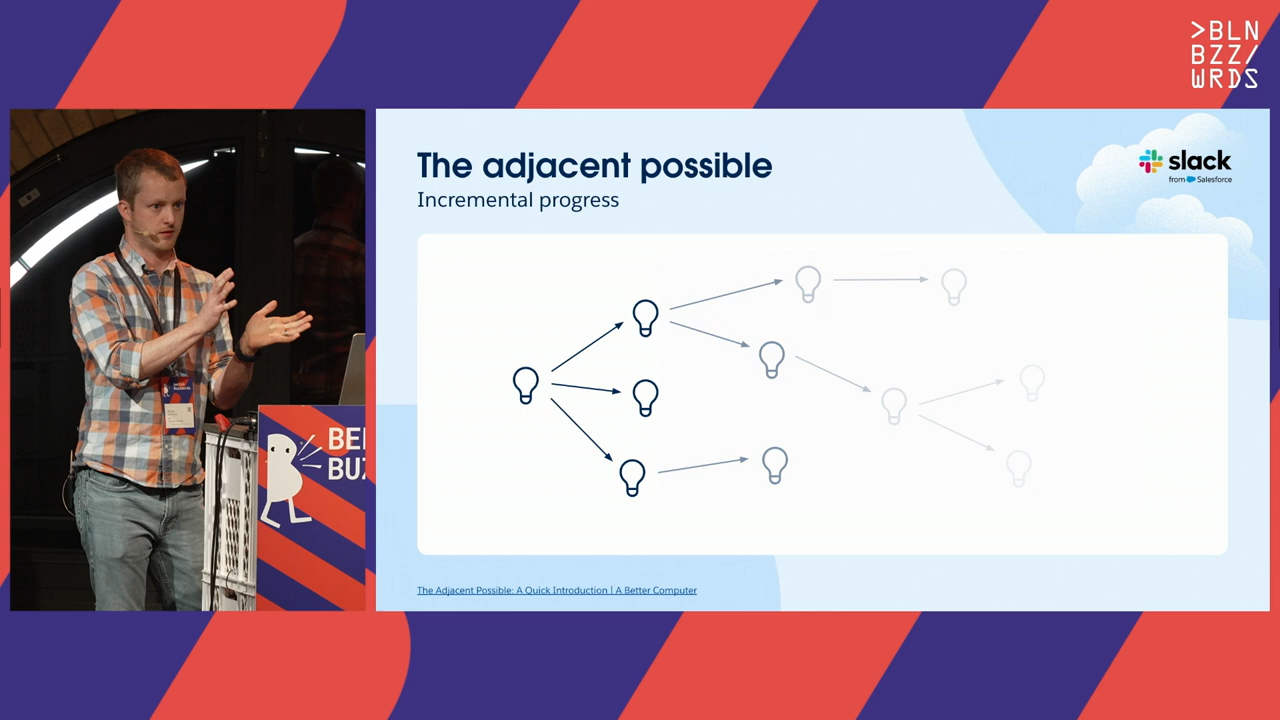 >BLN
BZZ/
WRDS
The adjacent possible
Incremental progress
slack
from Salesforce
BE
BUZ
The Adjacent Possible: A Quick Introduction | A Better Computer